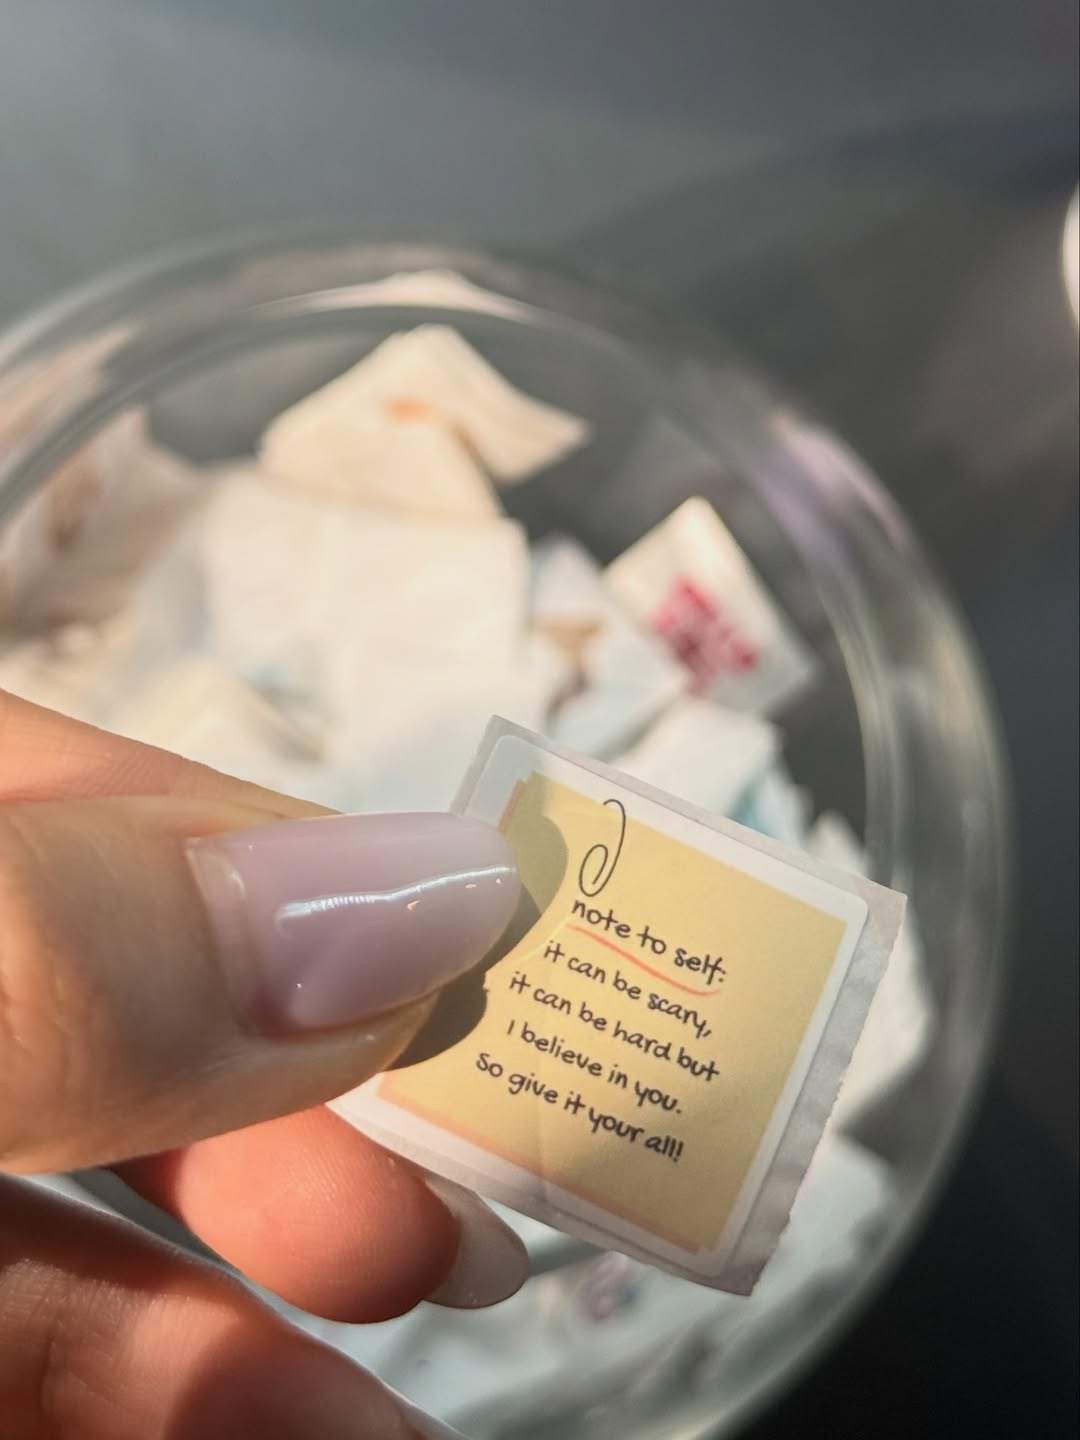 note to self:
it can be scary,
it can be hard but
I believe in you.
So give it your all!